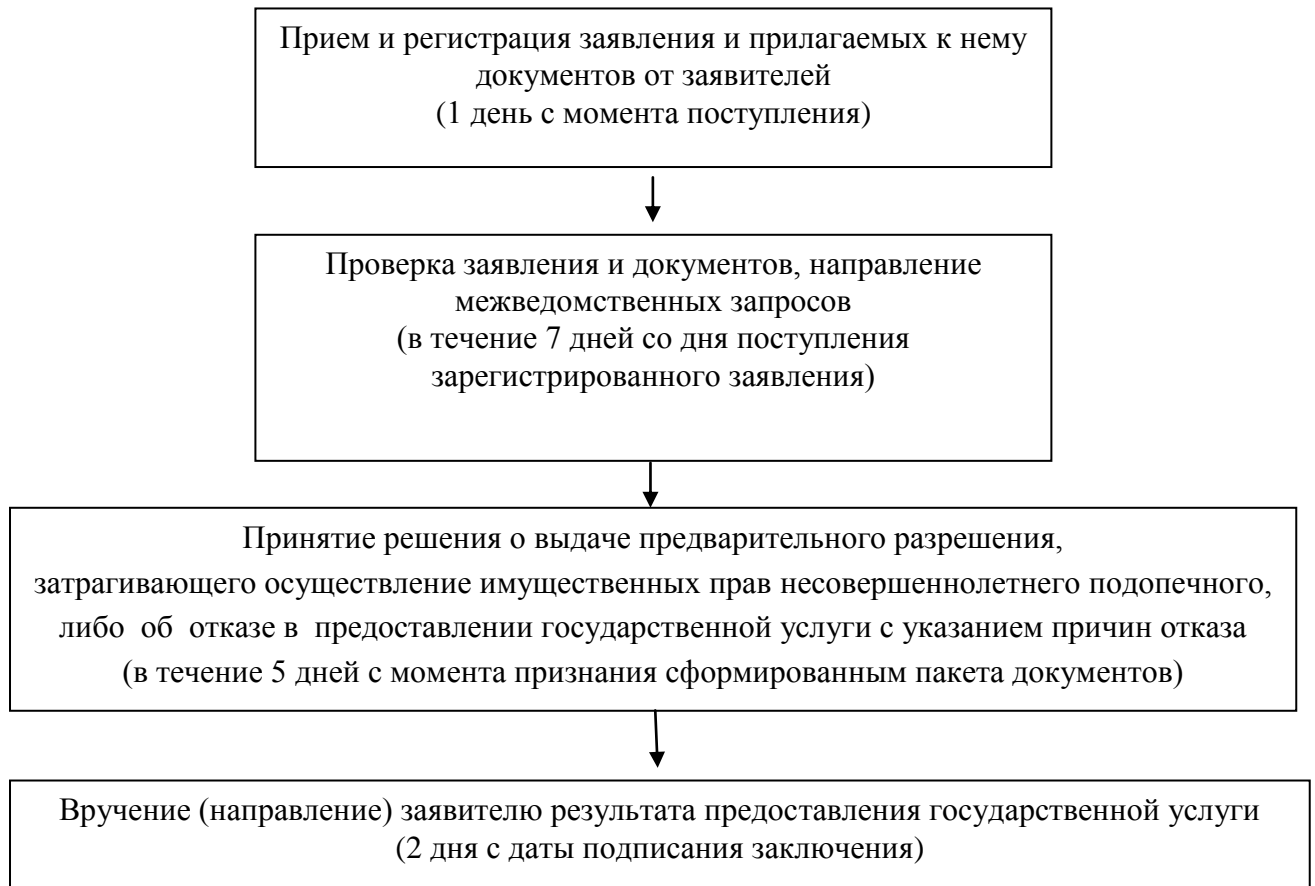 Прием и регистрация заявления и прилагаемых к нему
документов от заявителей
(1 день с момента поступления)
Проверка заявления и документов, направление
межведомственных запросов
(в течение 7 дней со дня поступления
зарегистрированного заявления)
Принятие решения о выдаче предварительного разрешения,
затрагивающего осуществление имущественных прав несовершеннолетнего подопечного,
либо об отказе в предоставлении государственной услуги с указанием причин отказа
(в течение 5 дней с момента признания сформированным пакета документов)
Вручение (направление) заявителю результата предоставления государственной услуги
(2 дня с даты подписания заключения)